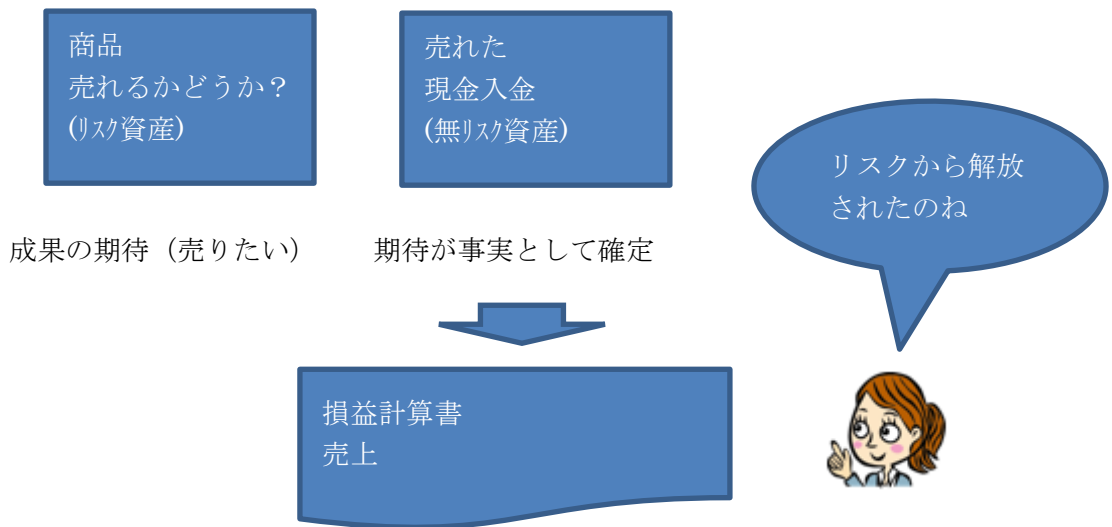 商品
売れるかどうか？
(ﾘｽｸ資産)
売れた
現金入金
(無ﾘｽｸ資産)
リスクから解放
されたのね
成果の期待（売りたい）
期待が事実として確定
損益計算書
売上